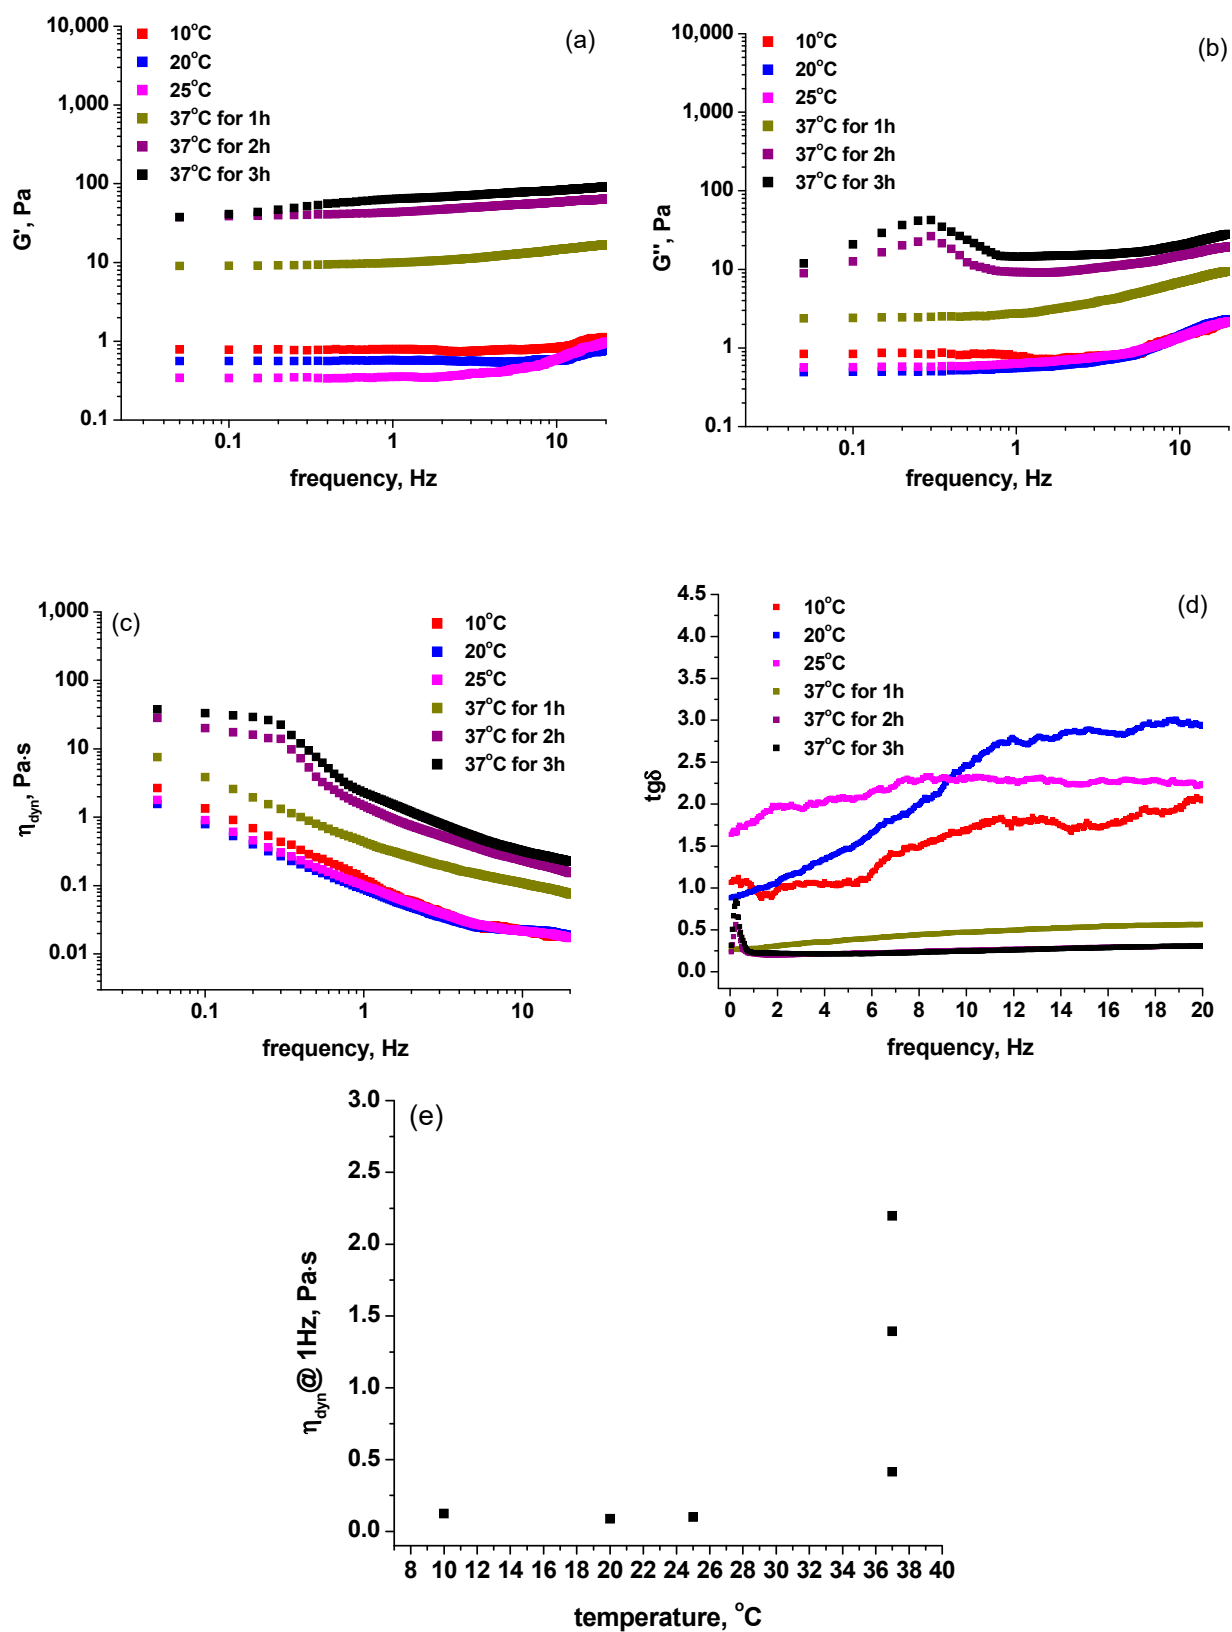 (a)
10,000
1,000
100
10
1
0.1
G', Pa
10°C
20°C
25°C
37°C for 1h
37°C for 2h
37°C for 3h
0.1 1 10
frequency, Hz
(b)
10,000
1,000
100
10
1
0.1
G'', Pa
10°C
20°C
25°C
37°C for 1h
37°C for 2h
37°C for 3h
0.1 1 10
frequency, Hz
(c)
1,000
100
10
1
0.1
0.01
ηdyn, Pa·s
10°C
20°C
25°C
37°C for 1h
37°C for 2h
37°C for 3h
0.1 1 10
frequency, Hz
(d)
4.5
4.0
3.5
3.0
2.5
2.0
1.5
1.0
0.5
0.0
tgδ
10°C
20°C
25°C
37°C for 1h
37°C for 2h
37°C for 3h
0 2 4 6 8 10 12 14 16 18 20
frequency, Hz
(e)
3.0
2.5
2.0
1.5
1.0
0.5
0.0
ηdyn@ 1Hz, Pa·s
8 10 12 14 16 18 20 22 24 26 28 30 32 34 36 38 40
temperature, °C